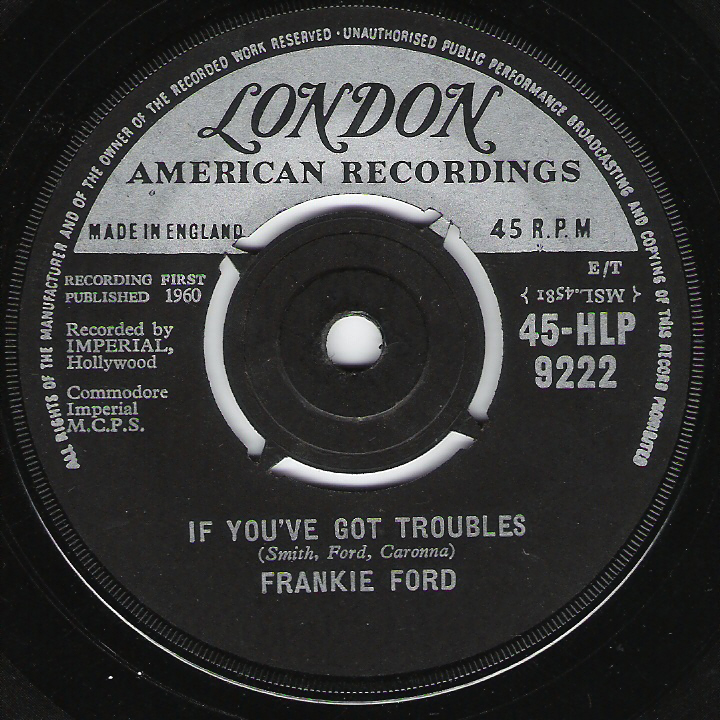 ALL RIGHTS OF THE MANUFACTURER AND OF THE OWNER OF THE RECORDED WORK RESERVED · UNAUTHORISED PUBLIC PERFORMANCE BROADCASTING AND COPYING OF THIS RECORD PROHIBITED
LONDON
AMERICAN RECORDINGS
MADE IN ENGLAND
45 R.P.M
RECORDING FIRST
PUBLISHED 1960
Recorded by
IMPERIAL,
Hollywood
Commodore
Imperial
M.C.P.S.
E/T
{ MSL.4581 }
45-HLP
9222
IF YOU'VE GOT TROUBLES
(Smith, Ford, Caronna)
FRANKIE FORD